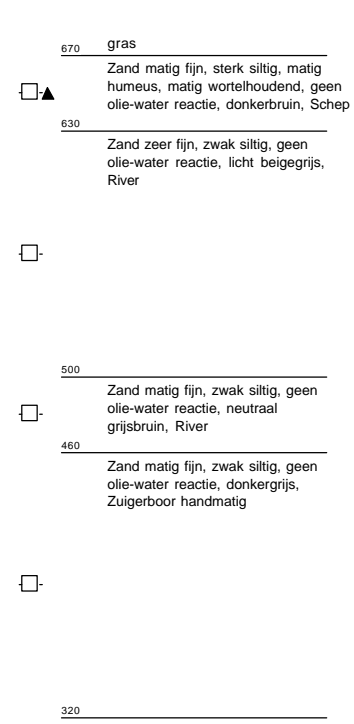 670 gras
Zand matig fijn, sterk siltig, matig
humeus, matig wortelhoudend, geen
olie-water reactie, donkerbruin, Schep
630
Zand zeer fijn, zwak siltig, geen
olie-water reactie, licht beigegrijs,
River
500
Zand matig fijn, zwak siltig, geen
olie-water reactie, neutraal
grijsbruin, River
460
Zand matig fijn, zwak siltig, geen
olie-water reactie, donkergrijs,
Zuigerboor handmatig
320